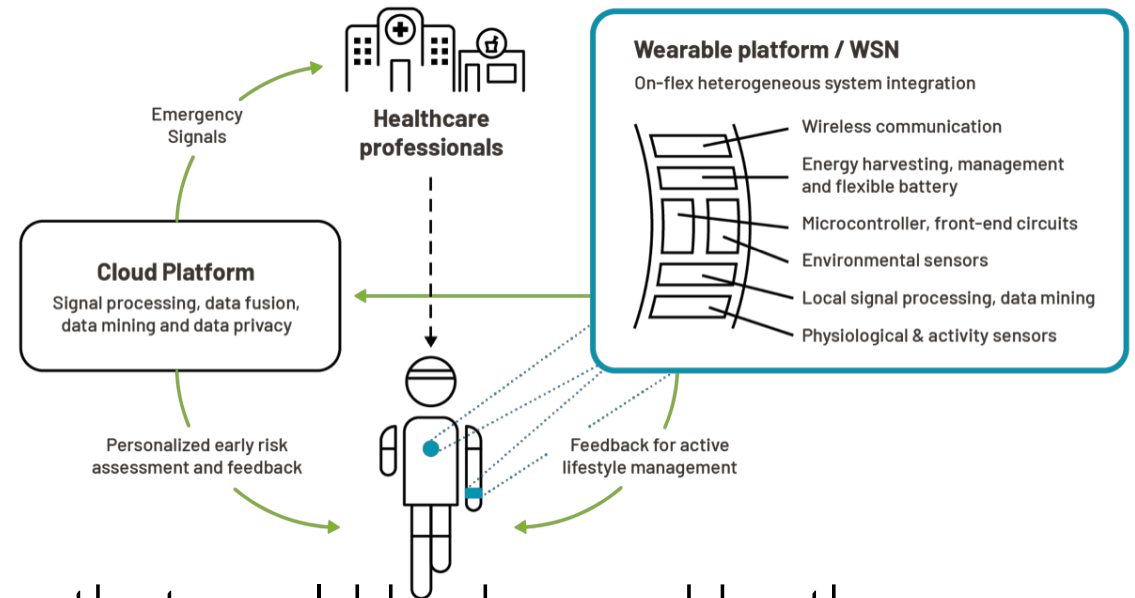 Emergency
Signals
Healthcare
professionals
Wearable platform / WSN
On-flex heterogeneous system integration
Wireless communication
Energy harvesting, management
and flexible battery
Microcontroller, front-end circuits
Environmental sensors
Local signal processing, data mining
Physiological & activity sensors
Cloud Platform
Signal processing, data fusion,
data mining and data privacy
Personalized early risk
assessment and feedback
Feedback for active
lifestyle management